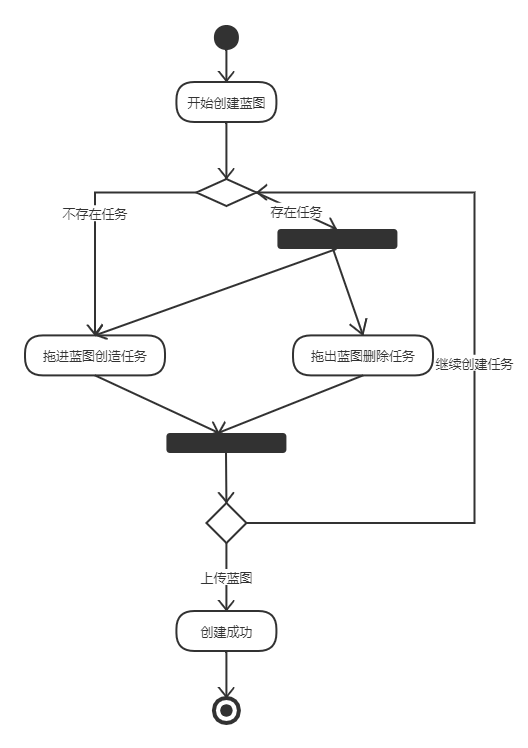 开始创建蓝图
不存在任务
存在任务
拖进蓝图创造任务
拖出蓝图删除任务
继续创建任务
上传蓝图
创建成功